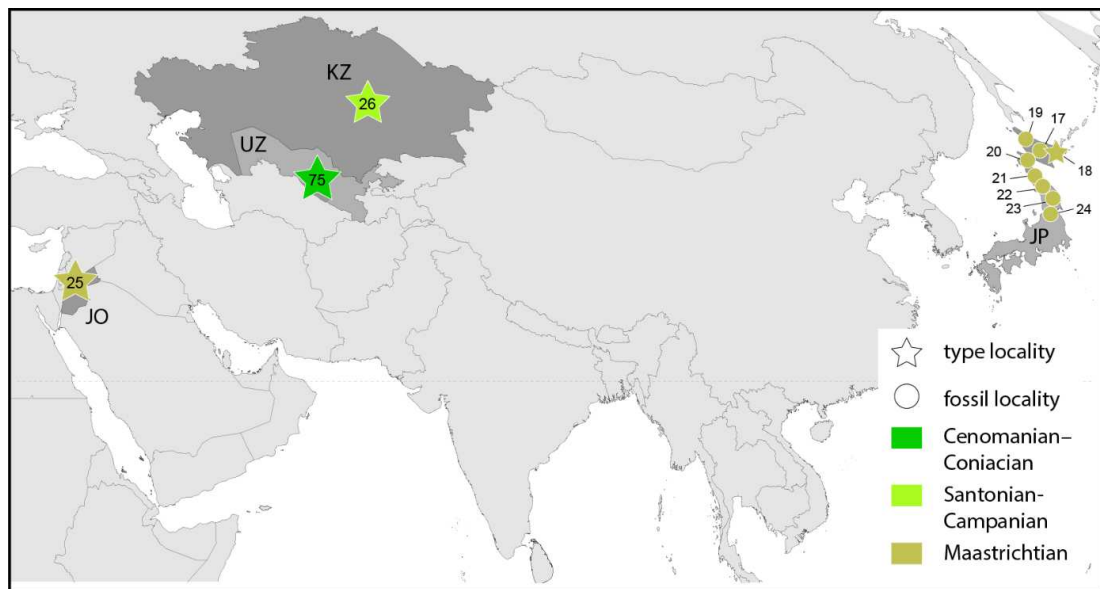 KZ
26
UZ
75
25
JO
19
17
20
18
21
22
23
24
JP
type locality
fossil locality
Cenomanian–
Coniacian
Santonian-
Campanian
Maastrichtian